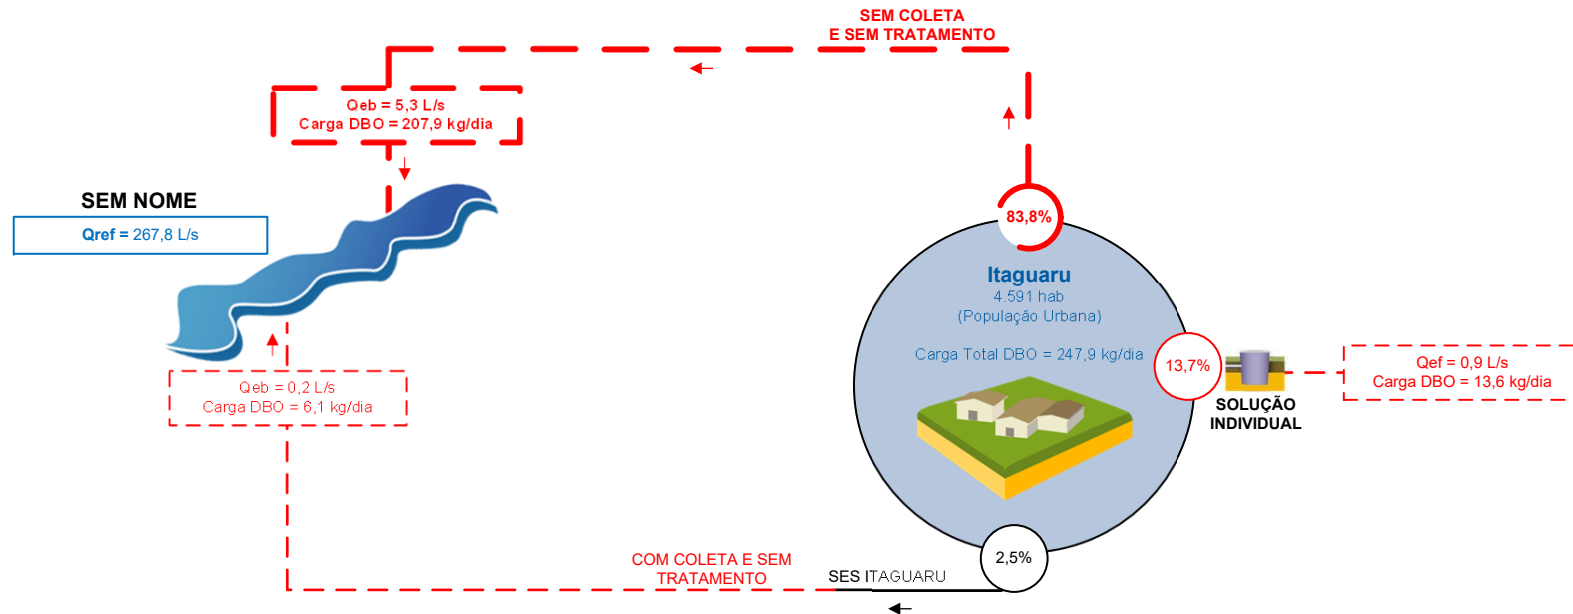 SEM COLETA
E SEM TRATAMENTO
Qeb = 5,3 L/s
Carga DBO = 207,9 kg/dia
SEM NOME
Qref = 267,8 L/s
83,8%
Itaguaru
4.591 hab
(População Urbana)
Carga Total DBO = 247,9 kg/dia
13,7%
SOLUÇÃO
INDIVIDUAL
Qef = 0,9 L/s
Carga DBO = 13,6 kg/dia
Qeb = 0,2 L/s
Carga DBO = 6,1 kg/dia
2,5%
COM COLETA E SEM
TRATAMENTO
SES ITAGUARU